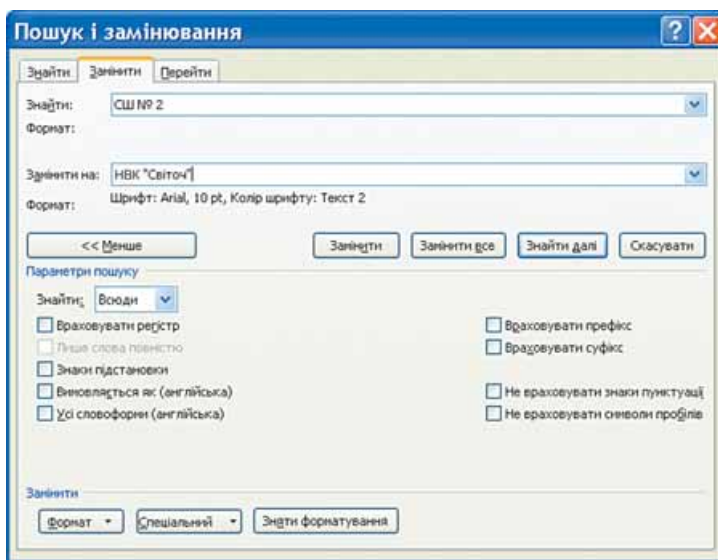 Пошук і замінювання
Знайти Замінити Перейти
Знайти: СШ № 2
Формат:
Замінити на: НВК "Світоч"
Формат: Шрифт: Arial, 10 pt, Колір шрифту: Текст 2
<< Менше Замінити Замінити все Знайти далі Скасувати
Параметри пошуку
Знайти: Всюди
Враховувати регістр Враховувати префікс
Лише слова повністю Враховувати суфікс
Знаки підстановки
Вимовляється як (англійська) Не враховувати знаки пунктуації
Усі словоформи (англійська) Не враховувати символи пробілів
Замінити
Формат Спеціальний Зняти форматування